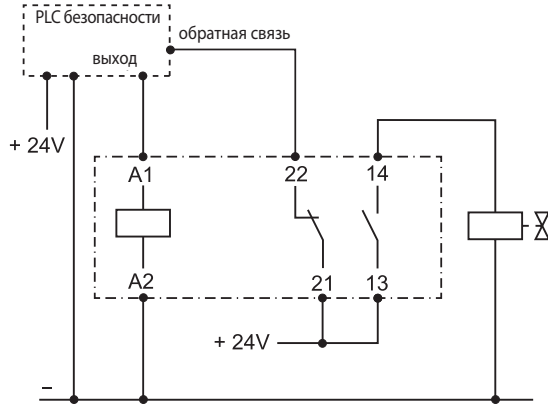 PLC безопасности
обратная связь
выход
+ 24V
A1
22
14
A2
21
13
+ 24V
–